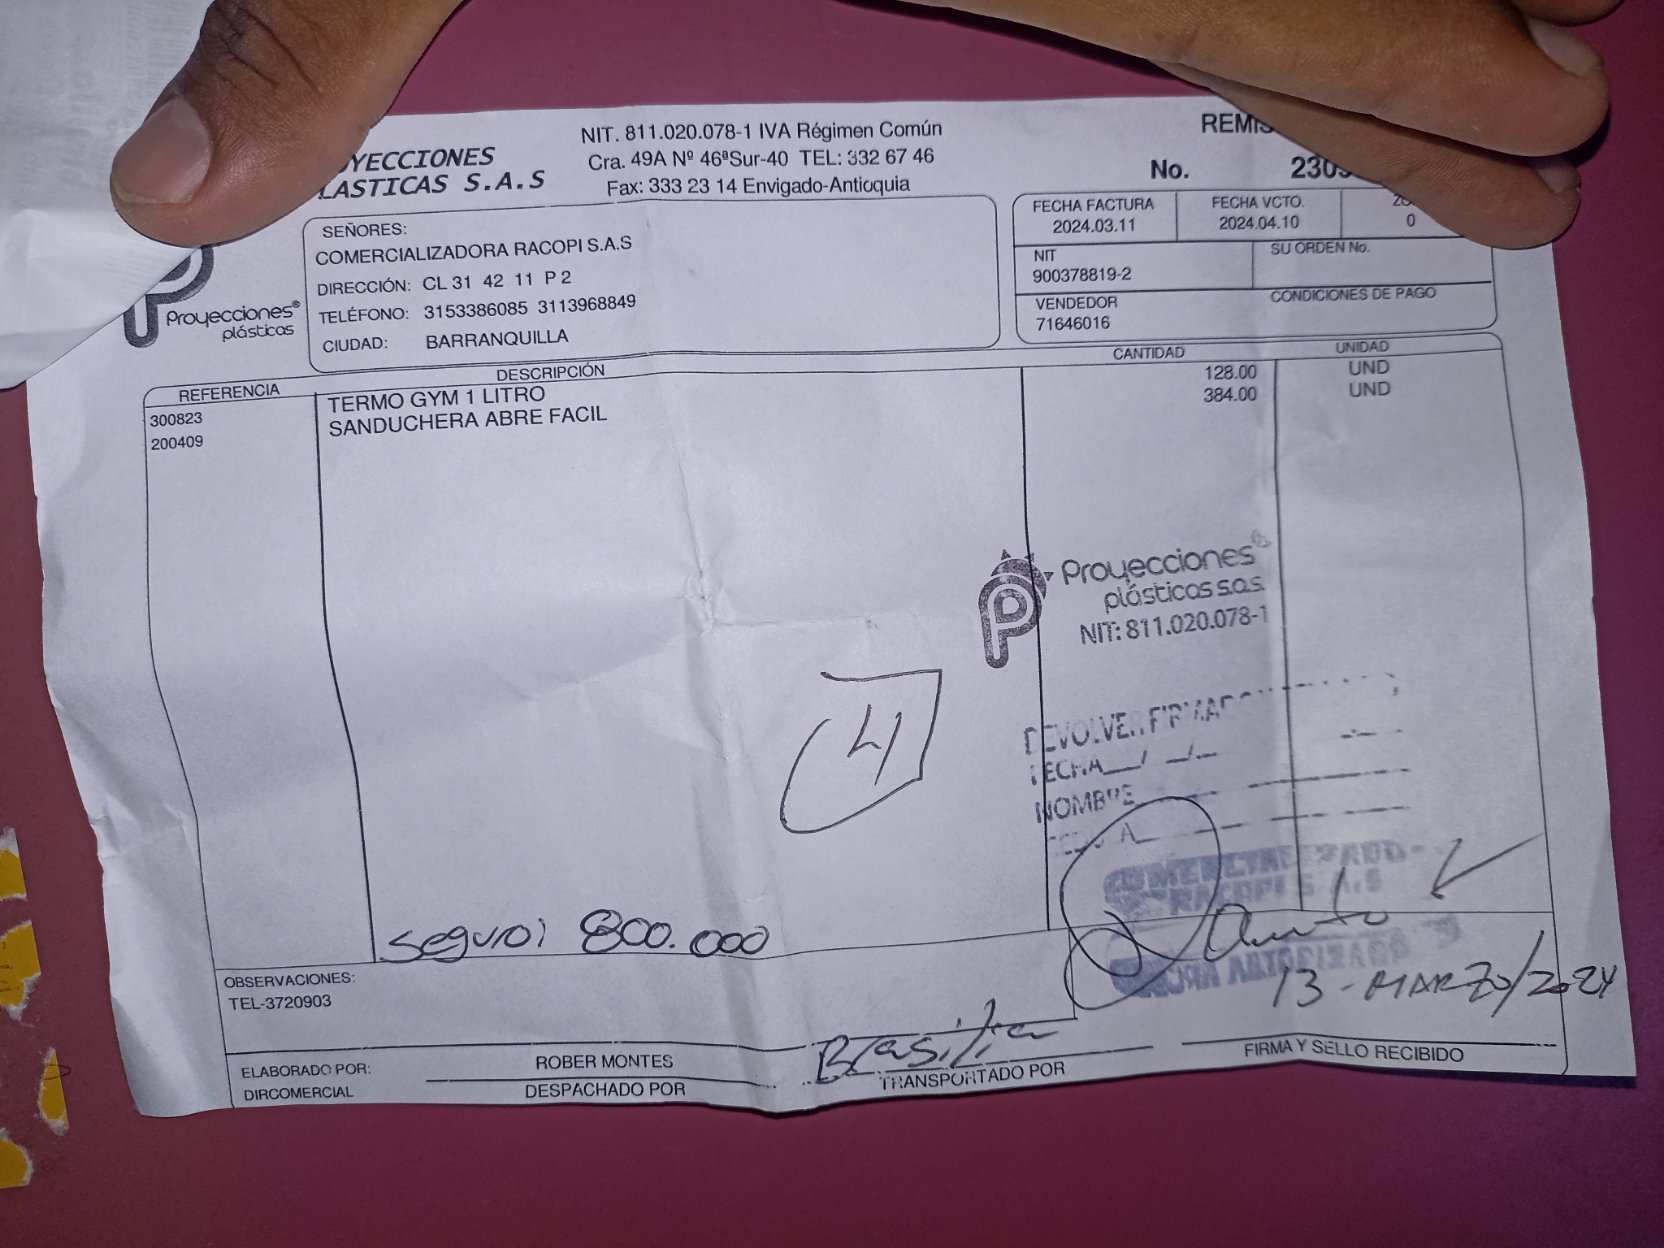 YECCIONES
LASTICAS S.A.S
NIT. 811.020.078-1 IVA Régimen Común
Cra. 49A Nº 46ªSur-40 TEL: 332 67 46
Fax: 333 23 14 Envigado-Antioquia
No.
FECHA FACTURA
2024.03.11
FECHA VCTO.
2024.04.10
0
NIT
900378819-2
SU ORDEN No.
VENDEDOR
71646016
CONDICIONES DE PAGO
Proyecciones®
plásticas
SEÑORES:
COMERCIALIZADORA RACOPI S.A.S
DIRECCIÓN: CL 31 42 11 P 2
TELÉFONO: 3153386085 3113968849
CIUDAD: BARRANQUILLA
REFERENCIA DESCRIPCIÓN CANTIDAD UNIDAD
300823 TERMO GYM 1 LITRO 128.00 UND
200409 SANDUCHERA ABRE FACIL 384.00 UND
Proyecciones
plásticas s.a.s.
NIT: 811.020.078-1
4
DEVOLVER FIRMADO
FECHA__/__/__
NOMBRE
RACOPI S.A.S
Seguro: 800.000
13-MARZO/2024
OBSERVACIONES:
TEL-3720903
Brasilia
ELABORADO POR:
DIRCOMERCIAL
ROBER MONTES
DESPACHADO POR
TRANSPORTADO POR
FIRMA Y SELLO RECIBIDO